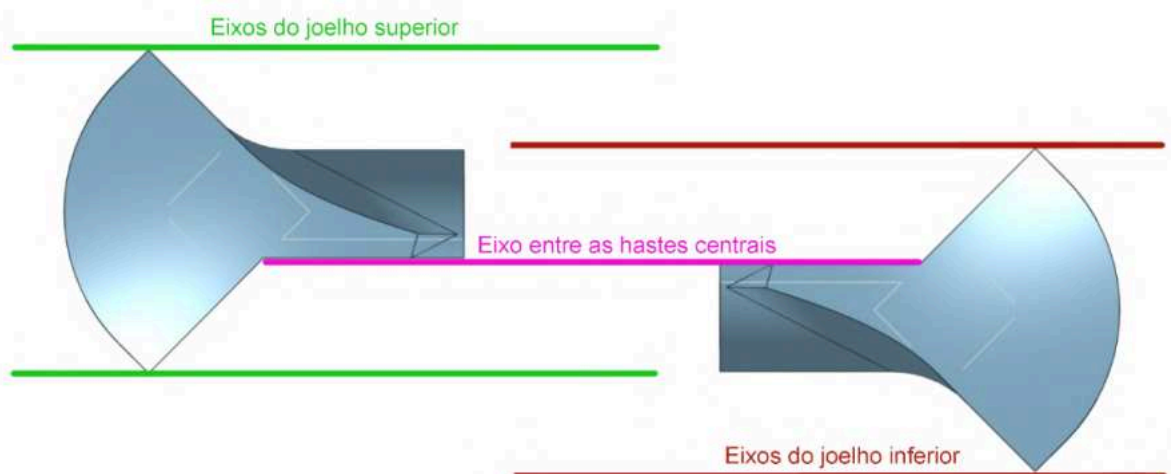 Eixos do joelho superior
Eixo entre as hastes centrais
Eixos do joelho inferior